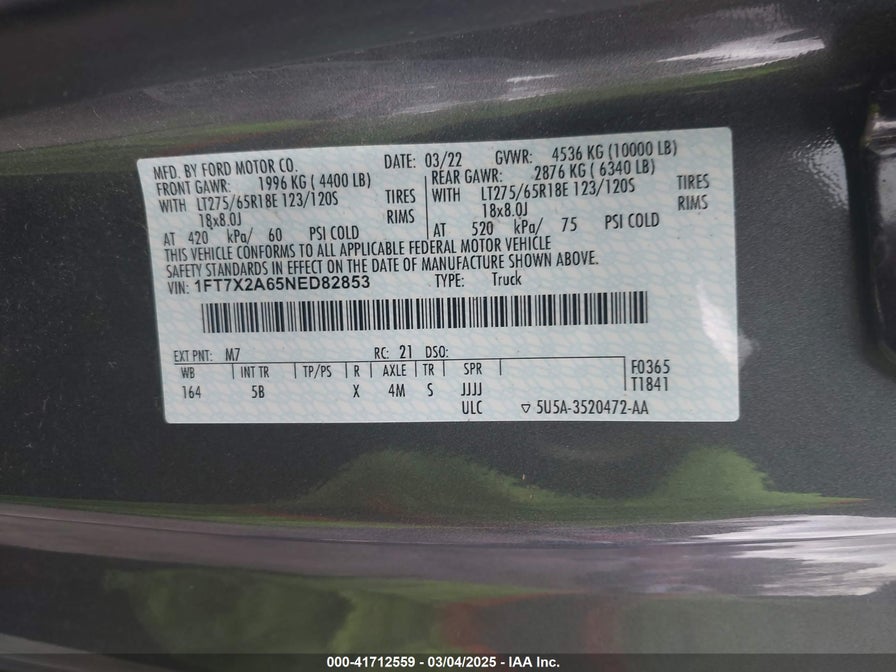 MFD. BY FORD MOTOR CO. DATE: 03/22 GVWR: 4536 KG (10000 LB)
FRONT GAWR: 1996 KG ( 4400 LB) REAR GAWR: 2876 KG ( 6340 LB)
WITH LT275/65R18E 123/120S TIRES WITH LT275/65R18E 123/120S TIRES
18x8.0J RIMS 18x8.0J RIMS
AT 420 kPa/ 60 PSI COLD AT 520 kPa/ 75 PSI COLD
THIS VEHICLE CONFORMS TO ALL APPLICABLE FEDERAL MOTOR VEHICLE
SAFETY STANDARDS IN EFFECT ON THE DATE OF MANUFACTURE SHOWN ABOVE.
VIN: 1FT7X2A65NED82853 TYPE: Truck
EXT PNT: M7 RC: 21 DSO:
WB INT TR TP/PS R AXLE TR SPR F0365
164 5B X 4M S JJJJ T1841
ULC ▽ 5U5A-3520472-AA
000-41712559 - 03/04/2025 - IAA Inc.